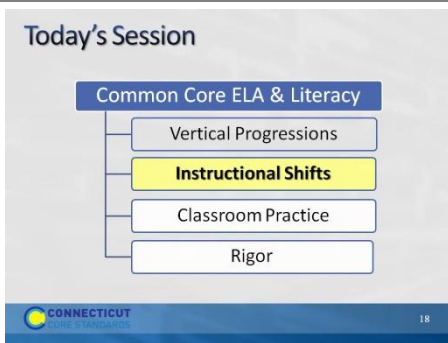 Today's Session
Common Core ELA & Literacy
Vertical Progressions
Instructional Shifts
Classroom Practice
Rigor
CONNECTICUT
CORE STANDARDS
18